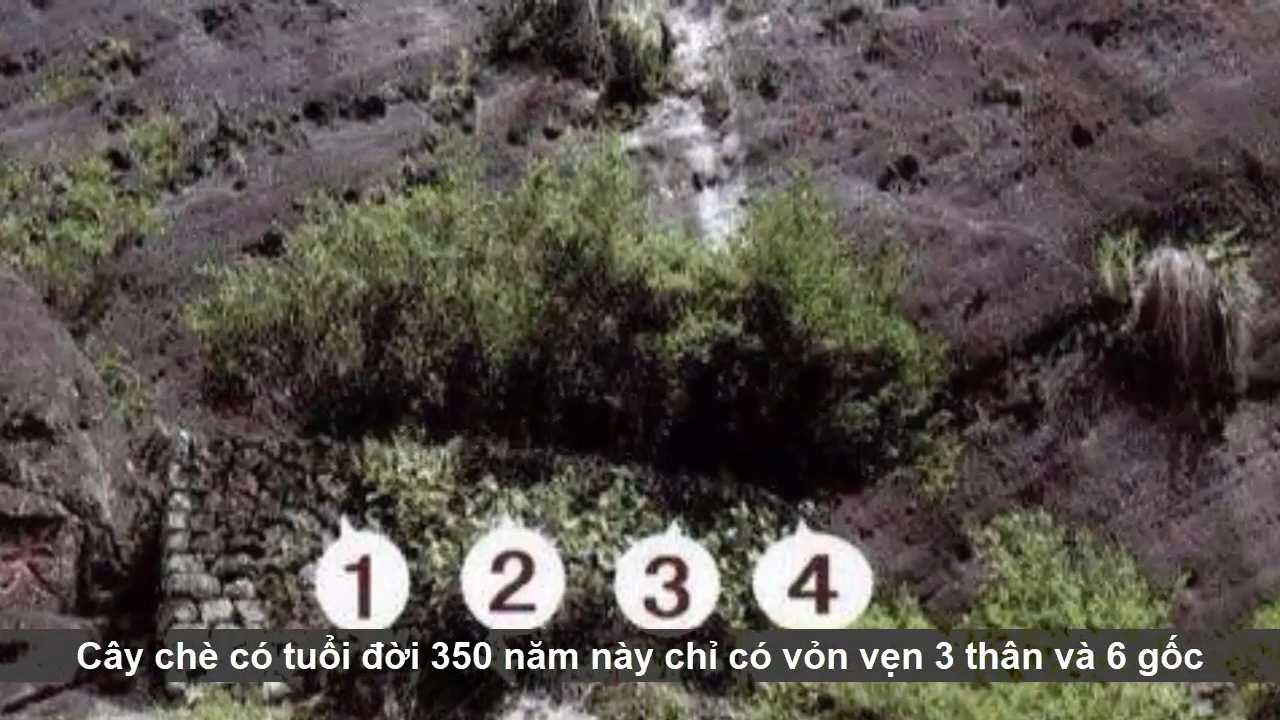 1 2 3 4
Cây chè có tuổi đời 350 năm này chỉ có vỏn vẹn 3 thân và 6 gốc